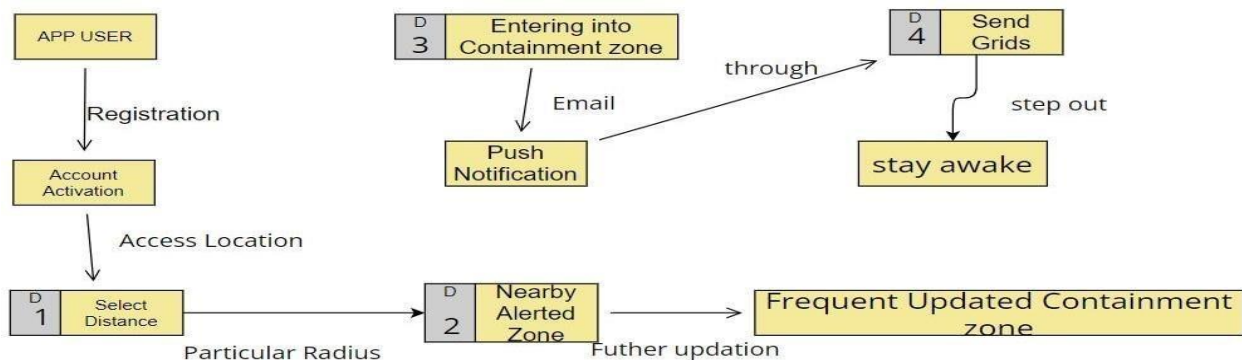 APP USER
D
3
Entering into
Containment zone
D
4
Send
Grids
through
Registration
Email
step out
Push
Notification
stay awake
Account
Activation
Access Location
D
1
Select
Distance
D
2
Nearby
Alerted
Zone
Frequent Updated Containment
zone
Particular Radius
Futher updation